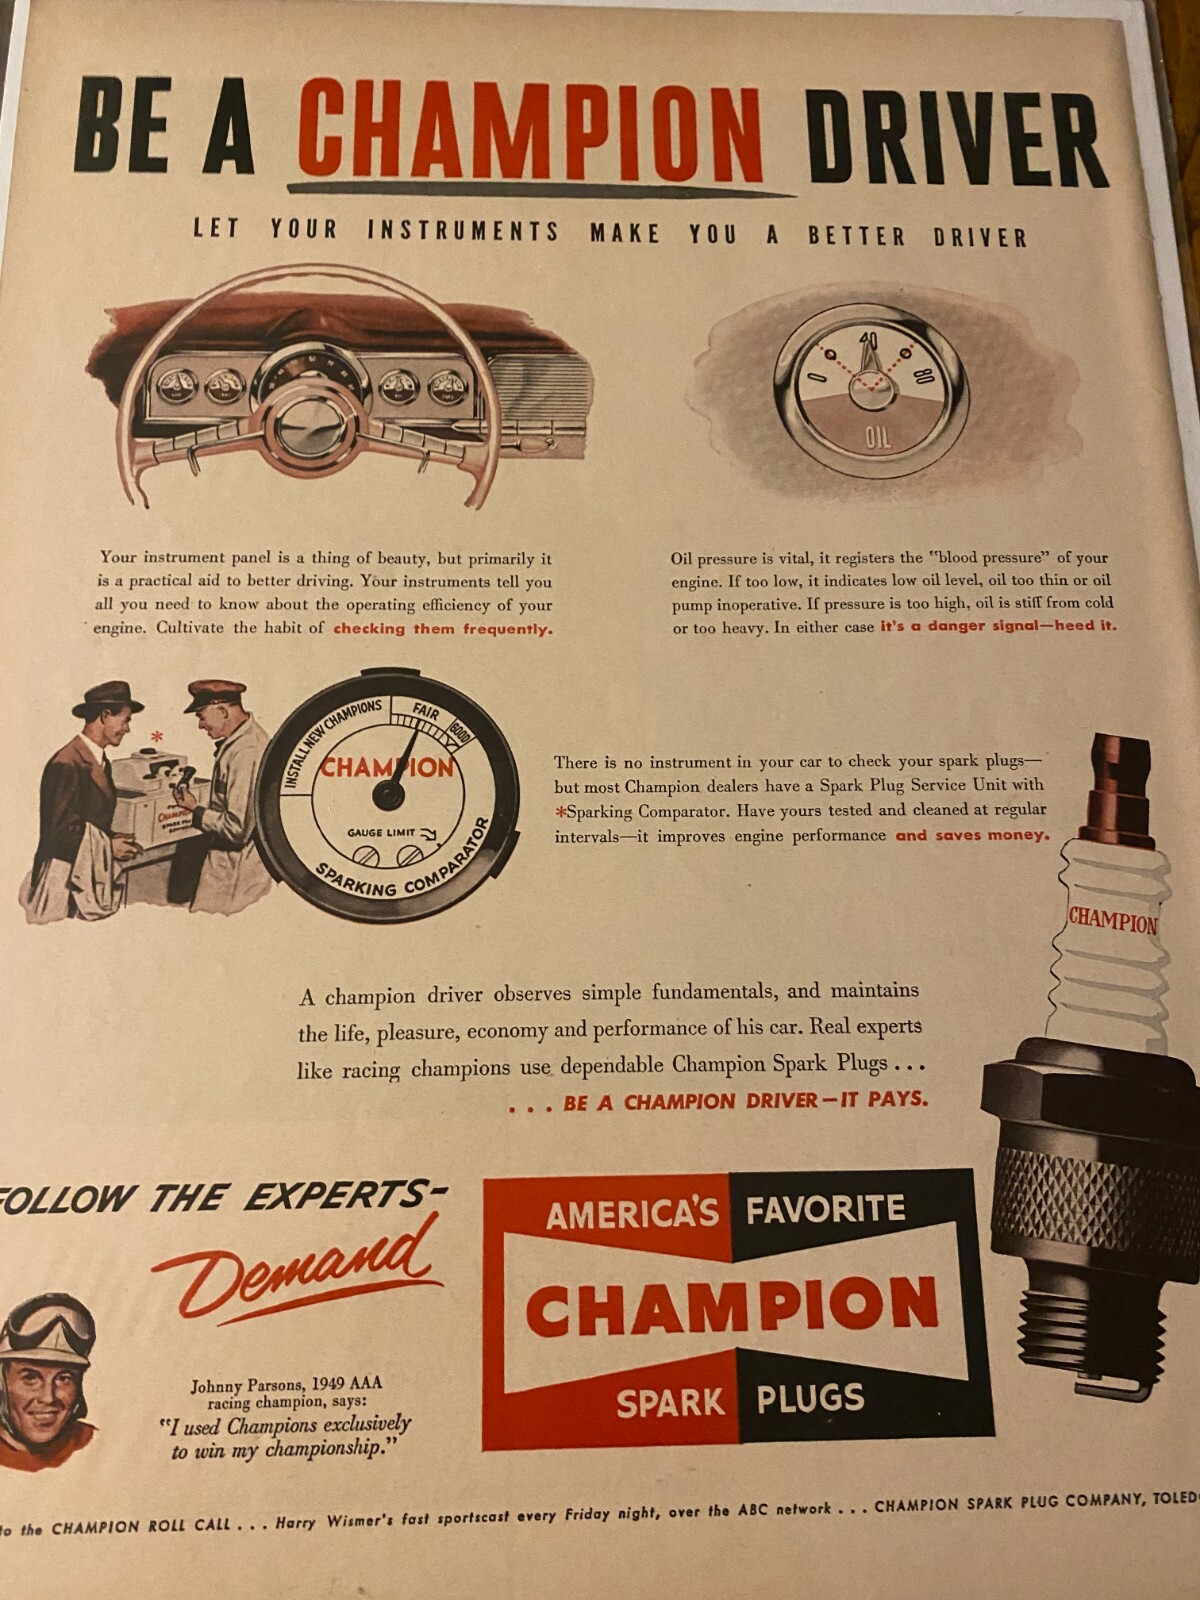 BE A CHAMPION DRIVER
LET YOUR INSTRUMENTS MAKE YOU A BETTER DRIVER
0 40 80
OIL
Your instrument panel is a thing of beauty, but primarily it
is a practical aid to better driving. Your instruments tell you
all you need to know about the operating efficiency of your
engine. Cultivate the habit of checking them frequently.
Oil pressure is vital, it registers the "blood pressure" of your
engine. If too low, it indicates low oil level, oil too thin or oil
pump inoperative. If pressure is too high, oil is stiff from cold
or too heavy. In either case it's a danger signal—heed it.
*
CHAMPION
INSTALL NEW CHAMPIONS
FAIR
GOOD
CHAMPION
GAUGE LIMIT
SPARKING COMPARATOR
There is no instrument in your car to check your spark plugs—
but most Champion dealers have a Spark Plug Service Unit with
*Sparking Comparator. Have yours tested and cleaned at regular
intervals—it improves engine performance and saves money.
CHAMPION
A champion driver observes simple fundamentals, and maintains
the life, pleasure, economy and performance of his car. Real experts
like racing champions use dependable Champion Spark Plugs . . .
. . . BE A CHAMPION DRIVER—IT PAYS.
FOLLOW THE EXPERTS-
Demand
Johnny Parsons, 1949 AAA
racing champion, says:
"I used Champions exclusively
to win my championship."
AMERICA'S FAVORITE
CHAMPION
SPARK PLUGS
to the CHAMPION ROLL CALL . . . Harry Wismer's fast sportscast every Friday night, over the ABC network . . . CHAMPION SPARK PLUG COMPANY, TOLED